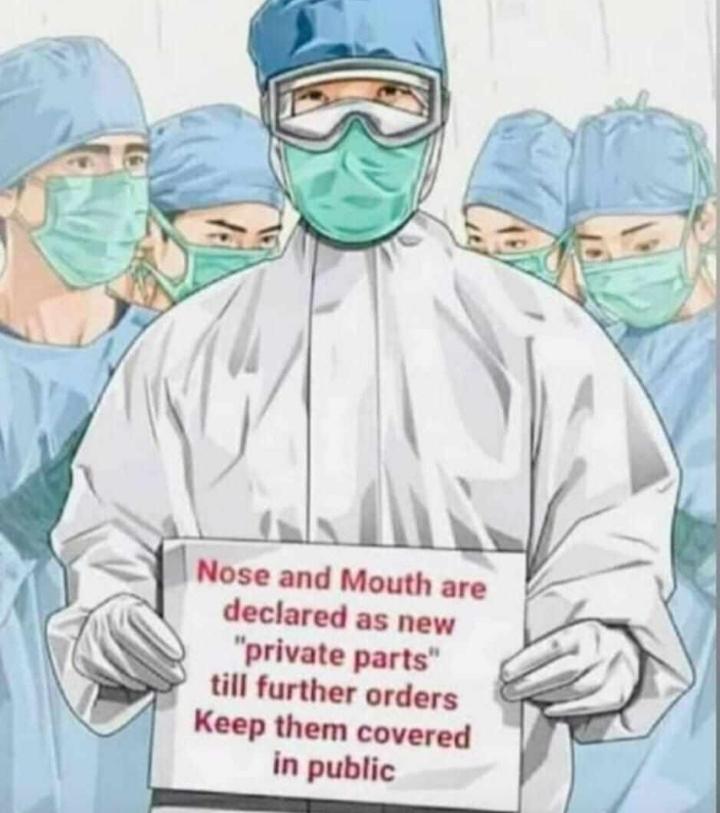 Nose and Mouth are
declared as new
"private parts"
till further orders
Keep them covered
in public